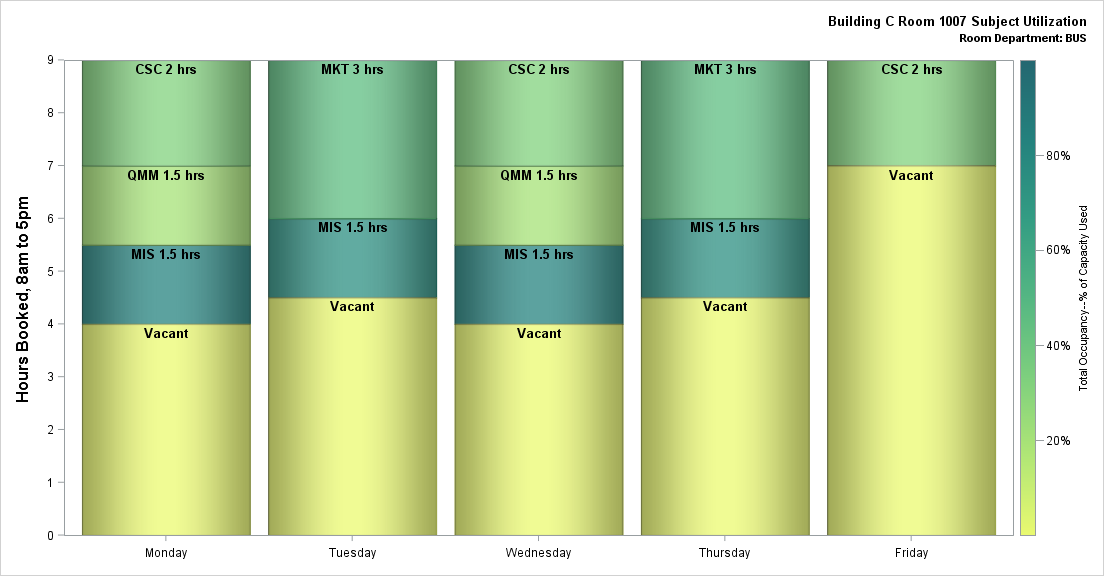 Building C Room 1007 Subject Utilization
Room Department: BUS
Hours Booked, 8am to 5pm
9
8
7
6
5
4
3
2
1
0
CSC 2 hrs
QMM 1.5 hrs
MIS 1.5 hrs
Vacant
MKT 3 hrs
MIS 1.5 hrs
Vacant
CSC 2 hrs
QMM 1.5 hrs
MIS 1.5 hrs
Vacant
MKT 3 hrs
MIS 1.5 hrs
Vacant
CSC 2 hrs
Vacant
Monday
Tuesday
Wednesday
Thursday
Friday
80%
60%
40%
20%
Total Occupancy--% of Capacity Used